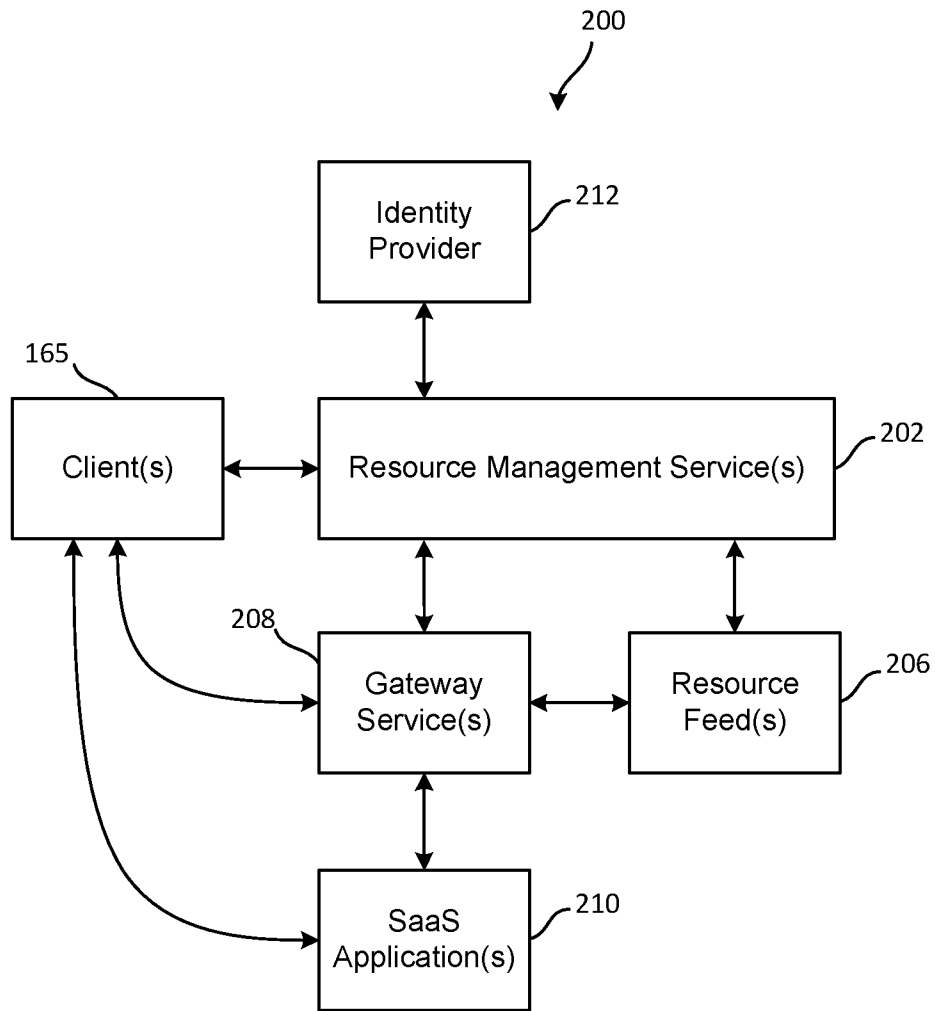 200
Identity
Provider
212
165
Client(s)
Resource Management Service(s)
202
208
Gateway
Service(s)
Resource
Feed(s)
206
SaaS
Application(s)
210